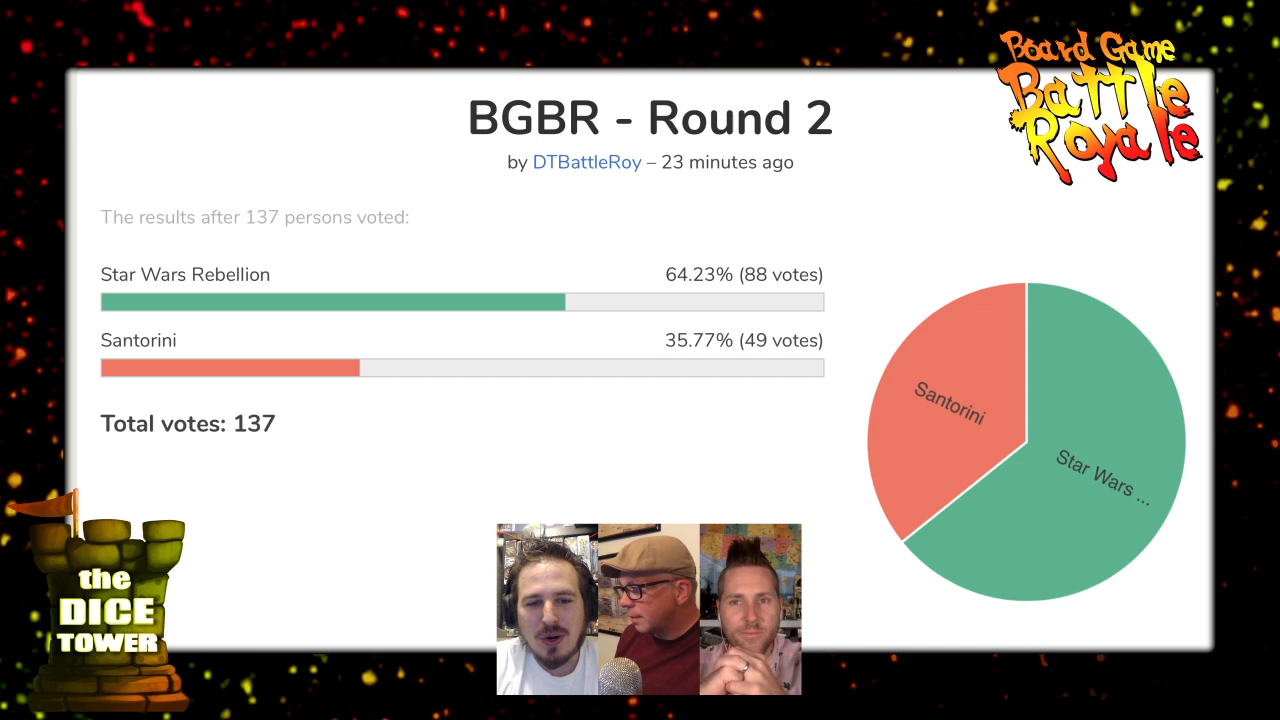 Board Game
Battle
Royale
BGBR - Round 2
by DTBattleRoy – 23 minutes ago
The results after 137 persons voted:
Star Wars Rebellion 64.23% (88 votes)
Santorini 35.77% (49 votes)
Total votes: 137
Santorini
Star Wars ...
the
DICE
TOWER